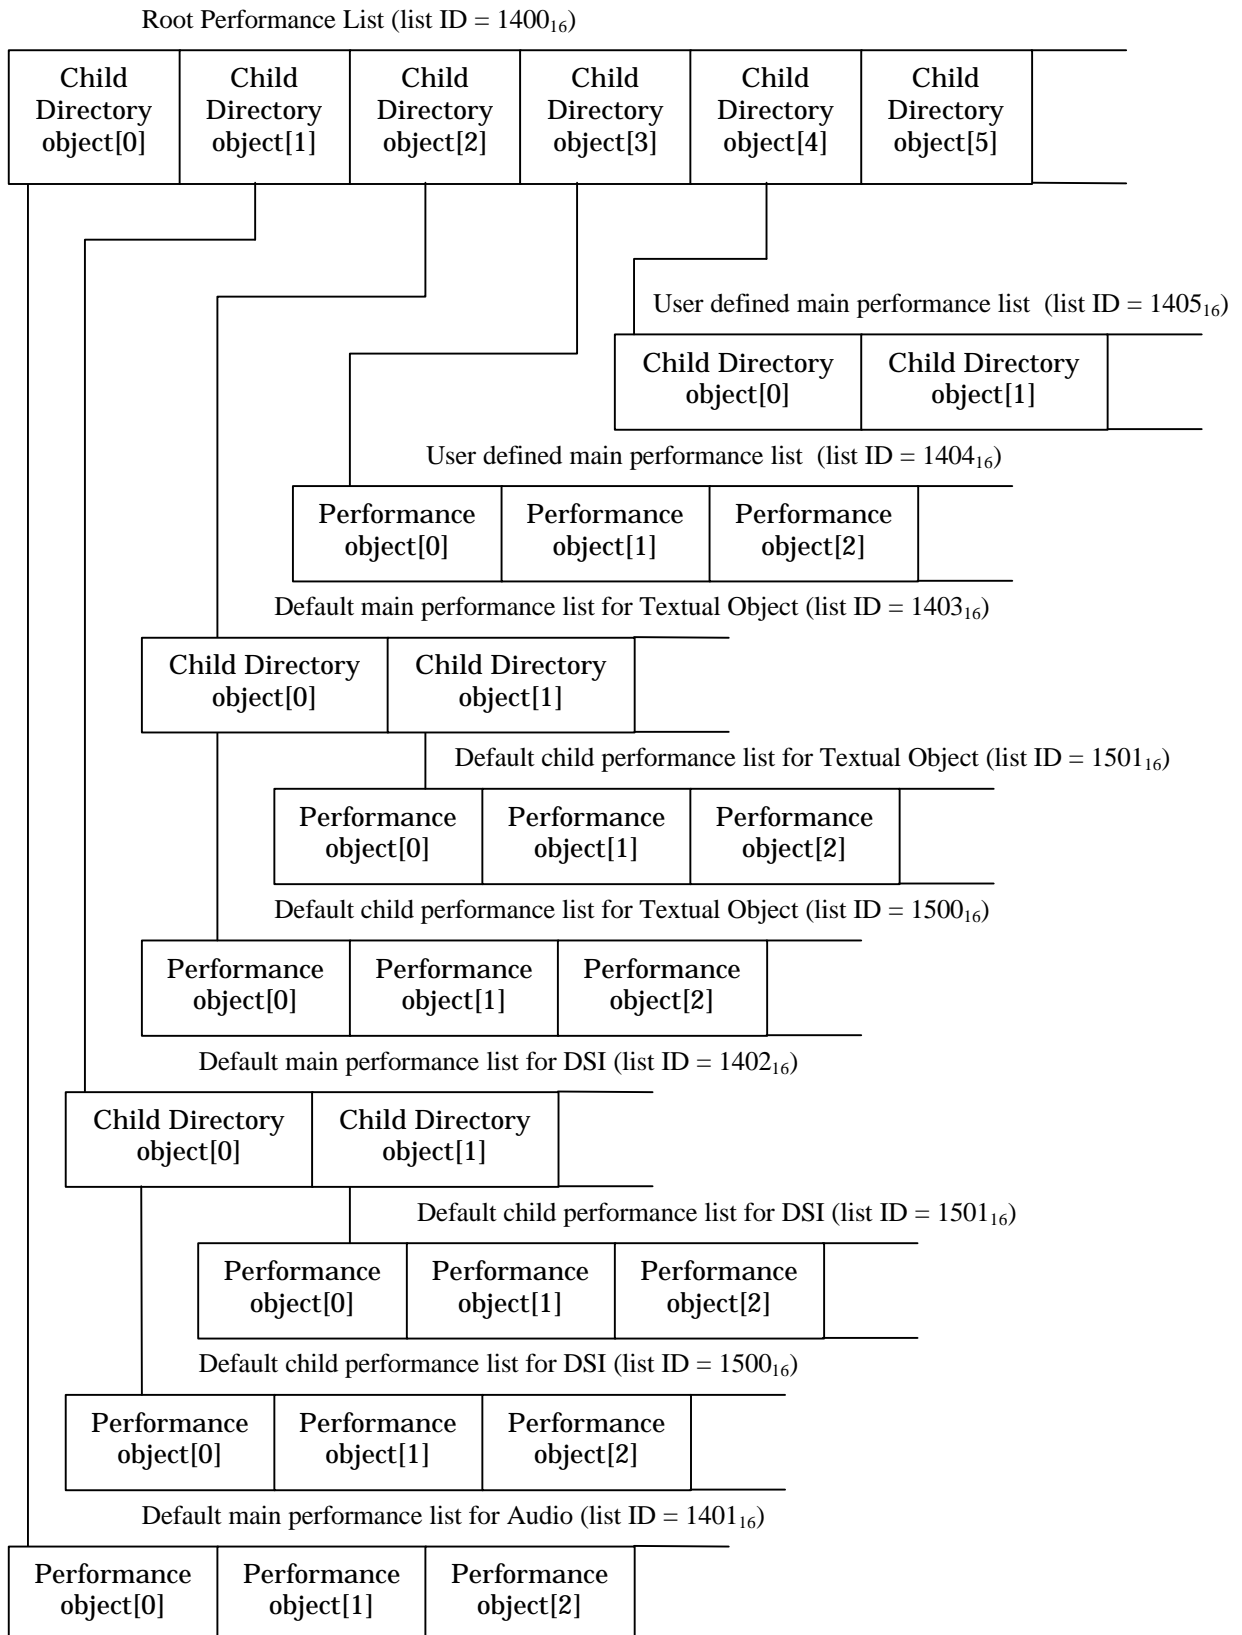 Root Performance List (list ID = 1400₁₆)
Child Directory object[0]
Child Directory object[1]
Child Directory object[2]
Child Directory object[3]
Child Directory object[4]
Child Directory object[5]
User defined main performance list (list ID = 1405₁₆)
Child Directory object[0]
Child Directory object[1]
User defined main performance list (list ID = 1404₁₆)
Performance object[0]
Performance object[1]
Performance object[2]
Default main performance list for Textual Object (list ID = 1403₁₆)
Child Directory object[0]
Child Directory object[1]
Default child performance list for Textual Object (list ID = 1501₁₆)
Performance object[0]
Performance object[1]
Performance object[2]
Default child performance list for Textual Object (list ID = 1500₁₆)
Performance object[0]
Performance object[1]
Performance object[2]
Default main performance list for DSI (list ID = 1402₁₆)
Child Directory object[0]
Child Directory object[1]
Default child performance list for DSI (list ID = 1501₁₆)
Performance object[0]
Performance object[1]
Performance object[2]
Default child performance list for DSI (list ID = 1500₁₆)
Performance object[0]
Performance object[1]
Performance object[2]
Default main performance list for Audio (list ID = 1401₁₆)
Performance object[0]
Performance object[1]
Performance object[2]